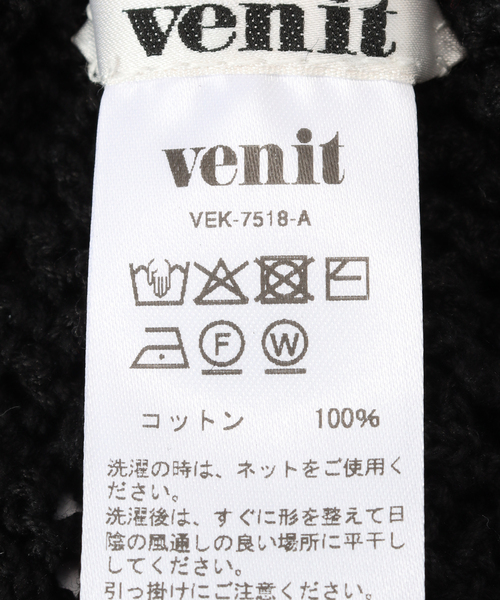 venit
venit
VEK-7518-A
F
W
コットン 100%
洗濯の時は、ネットをご使用く
ださい。
洗濯後は、すぐに形を整えて日
陰の風通しの良い場所に平干し
してください。
引っ掛けにご注意ください。